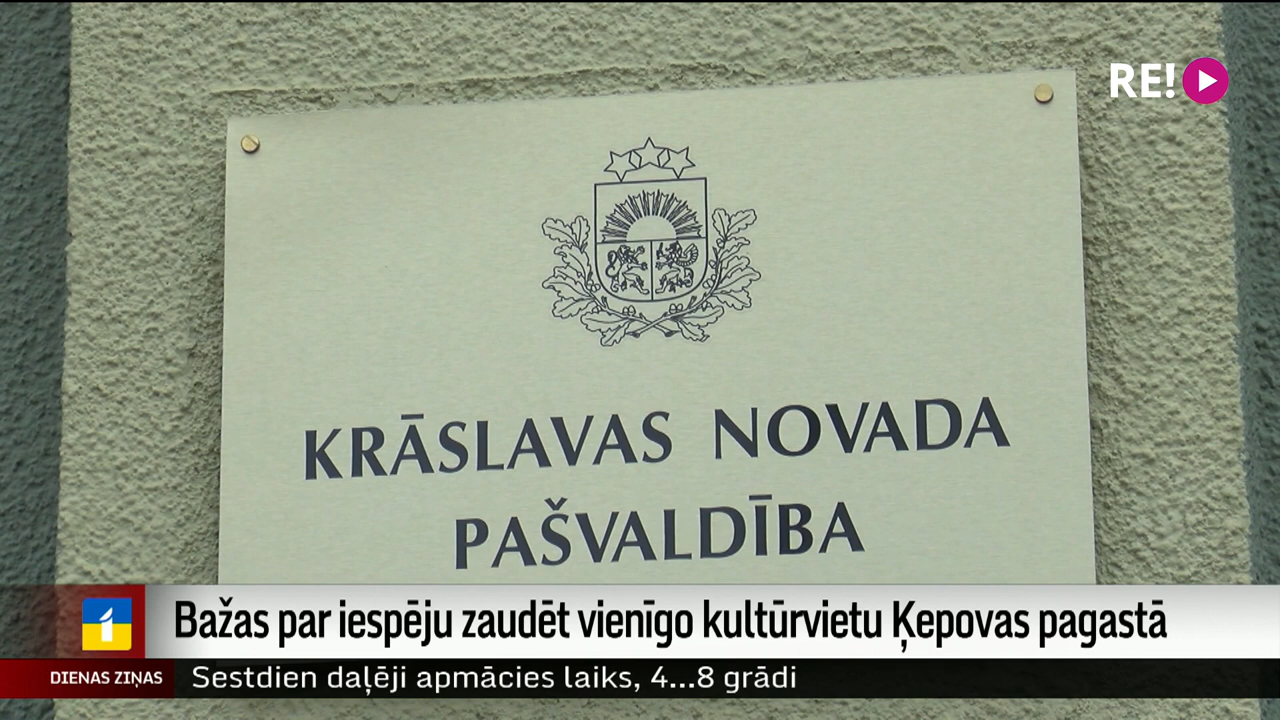 RE!
KRĀSLAVAS NOVADA
PAŠVALDĪBA
1
Bažas par iespēju zaudēt vienīgo kultūrvietu Ķepovas pagastā
DIENAS ZIŅAS
Sestdien daļēji apmācies laiks, 4...8 grādi